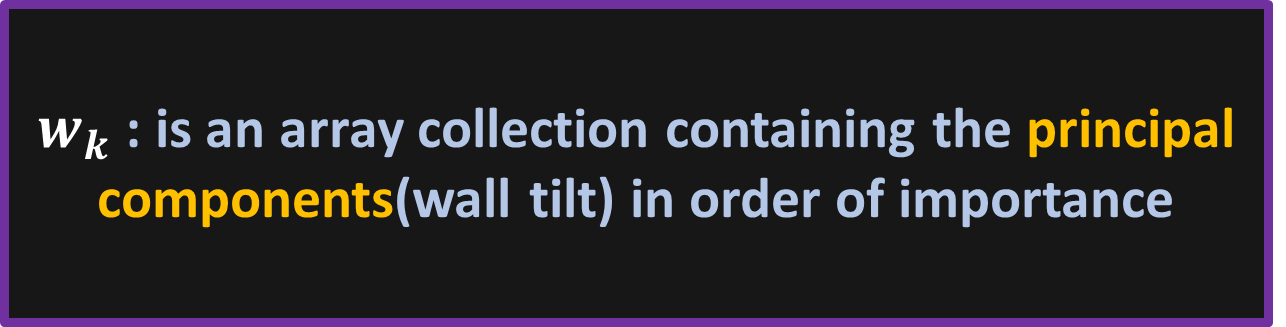 w_k : is an array collection containing the principal
components(wall tilt) in order of importance